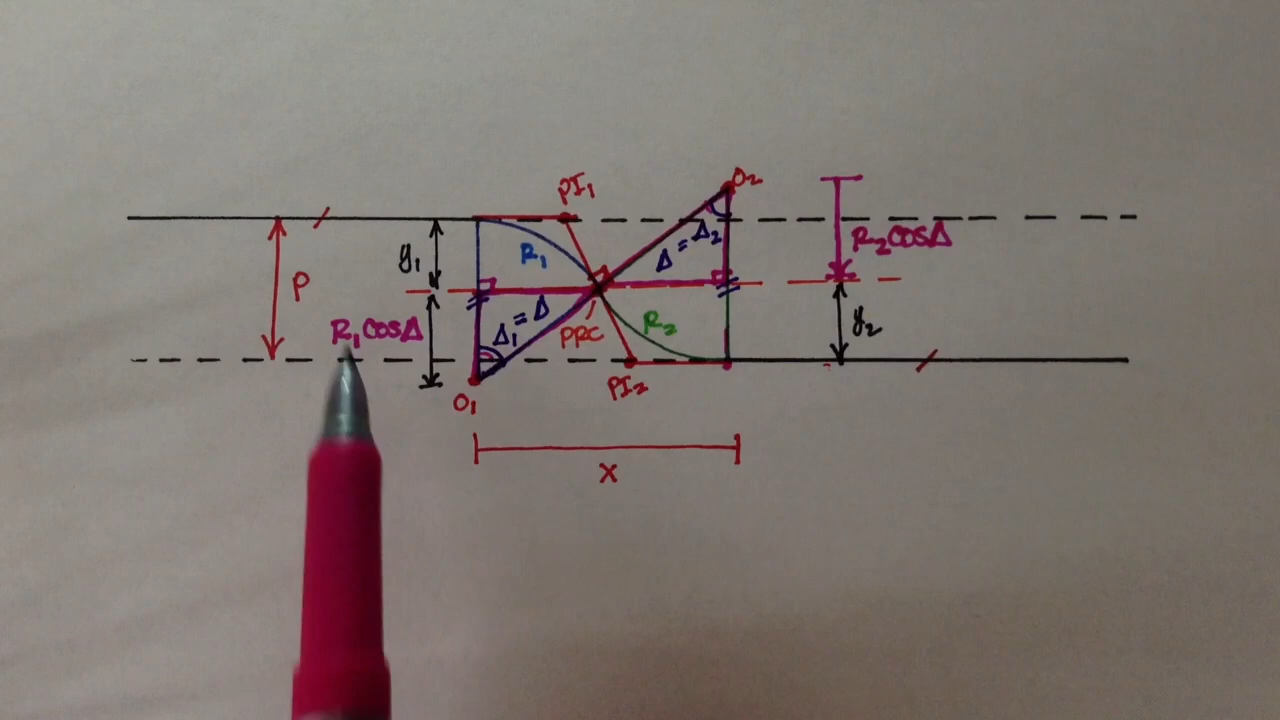 PI₁
O₂
R₁
Δ = Δ₂
R₂COSΔ
y₁
P
R₁COSΔ
Δ₁ = Δ
PRC
R₂
y₂
PI₂
O₁
X